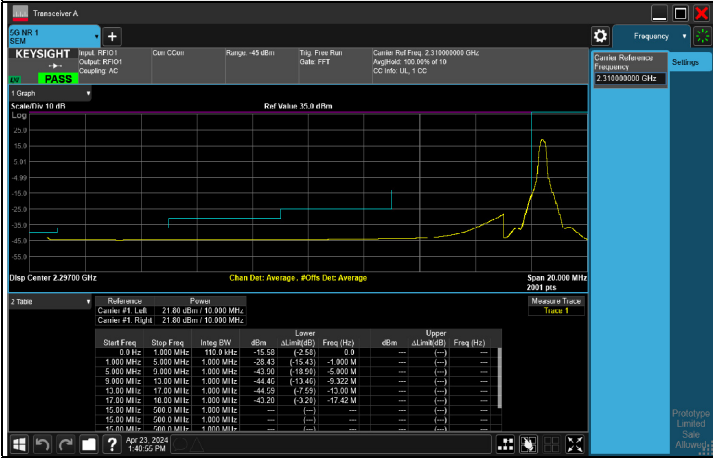 Transceiver A
5G NR 1
SEM
Frequency
KEYSIGHT
PASS
Input: RFIO1
Output: RFIO1
Coupling: AC
Corr CCorr
Range: -45 dBm
Trig: Free Run
Gate: FFT
Carrier Ref Freq: 2.310000000 GHz
Avg|Hold: 100.00% of 10
CC Info: UL, 1 CC
Carrier Reference
Frequency
2.310000000 GHz
Settings
1 Graph
Scale/Div 10 dB
Ref Value 35.0 dBm
Log
25.0
15.0
5.01
-4.99
-15.0
-25.0
-35.0
-45.0
-55.0
Disp Center 2.29700 GHz
Chan Det: Average , #Offs Det: Average
Span 20.000 MHz
2001 pts
2 Table
Measure Trace
Trace 1
Reference Power
Carrier #1. Left 21.80 dBm / 10.000 MHz
Carrier #1. Right 21.80 dBm / 10.000 MHz
Lower Upper
Start Freq Stop Freq Integ BW dBm ΔLimit(dB) Freq (Hz) dBm ΔLimit(dB) Freq (Hz)
0.0 Hz 1.000 MHz 110.0 kHz -15.58 (-2.58) 0.0 --- (---) ---
1.000 MHz 5.000 MHz 1.000 MHz -28.43 (-15.43) -1.000 M --- (---) ---
5.000 MHz 9.000 MHz 1.000 MHz -43.90 (-18.90) -5.000 M --- (---) ---
9.000 MHz 13.00 MHz 1.000 MHz -44.46 (-13.46) -9.322 M --- (---) ---
13.00 MHz 17.00 MHz 1.000 MHz -44.59 (-7.59) -13.00 M --- (---) ---
17.00 MHz 18.00 MHz 1.000 MHz -43.20 (-3.20) -17.42 M --- (---) ---
15.00 MHz 500.0 MHz 1.000 MHz --- (---) --- --- (---) ---
15.00 MHz 500.0 MHz 1.000 MHz --- (---) --- --- (---) ---
15.00 MHz 500.0 MHz 1.000 MHz --- (---) --- --- (---) ---
Apr 23, 2024
1:40:55 PM
Prototype
Limited
Sale
Allowed